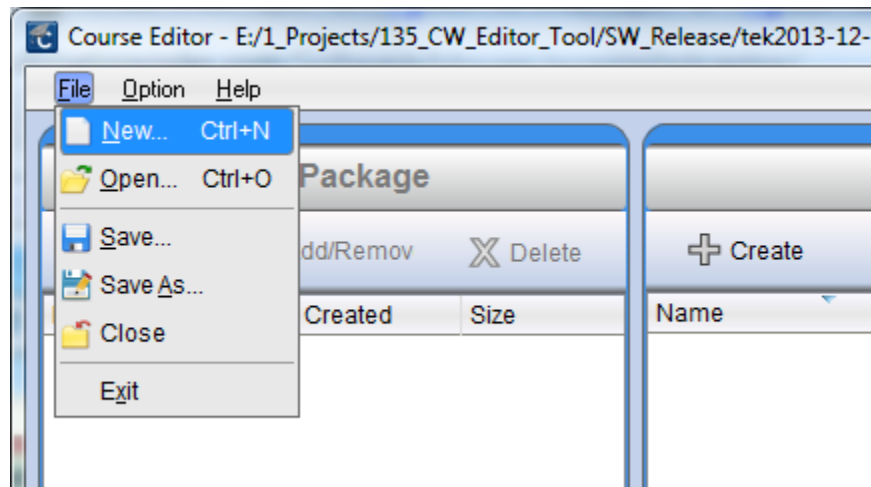 Course Editor - E:/1_Projects/135_CW_Editor_Tool/SW_Release/tek2013-12-
File Option Help
New... Ctrl+N
Open... Ctrl+O
Package
Save...
dd/Remov Delete
Create
Save As...
Created Size
Name
Close
Exit